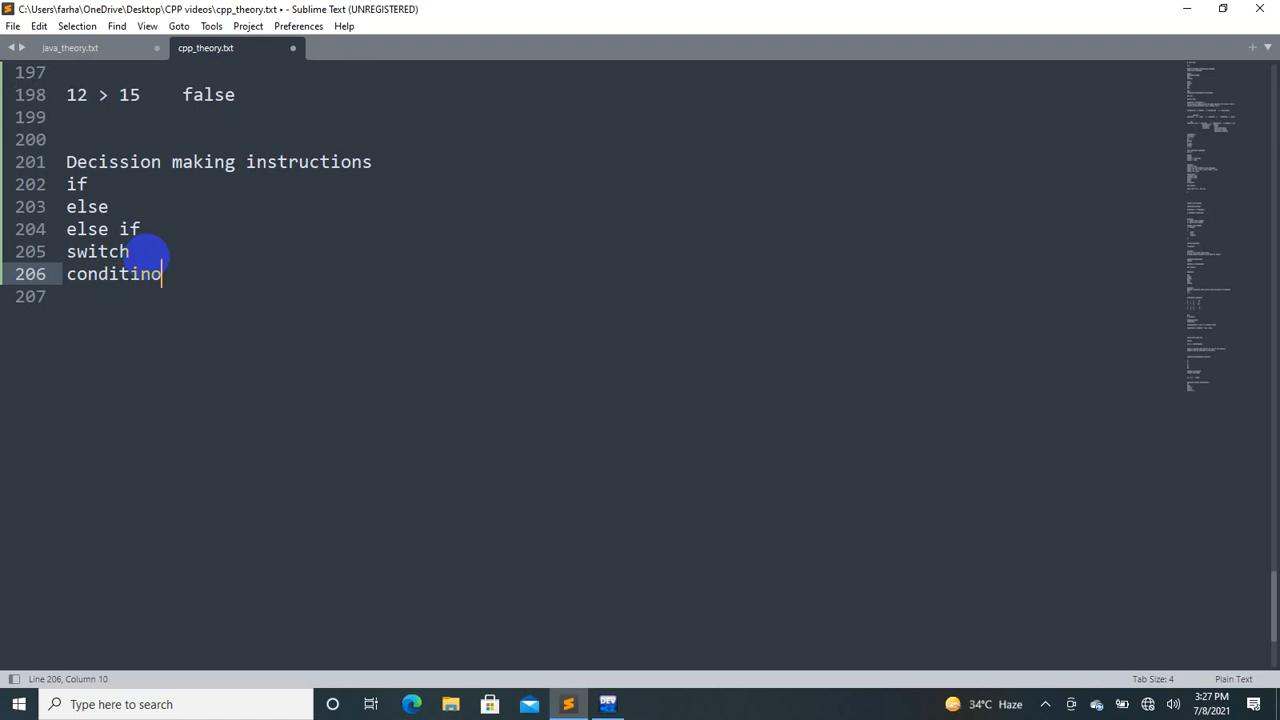 C:\Users\farha\OneDrive\Desktop\CPP videos\cpp_theory.txt • - Sublime Text (UNREGISTERED)
File Edit Selection Find View Goto Tools Project Preferences Help
java_theory.txt cpp_theory.txt
197
198 12 > 15 false
199
200
201 Decission making instructions
202 if
203 else
204 else if
205 switch
206 conditino
207
Line 206, Column 10 Tab Size: 4 Plain Text
Type here to search DEV 34°C Haze 3:27 PM
7/8/2021